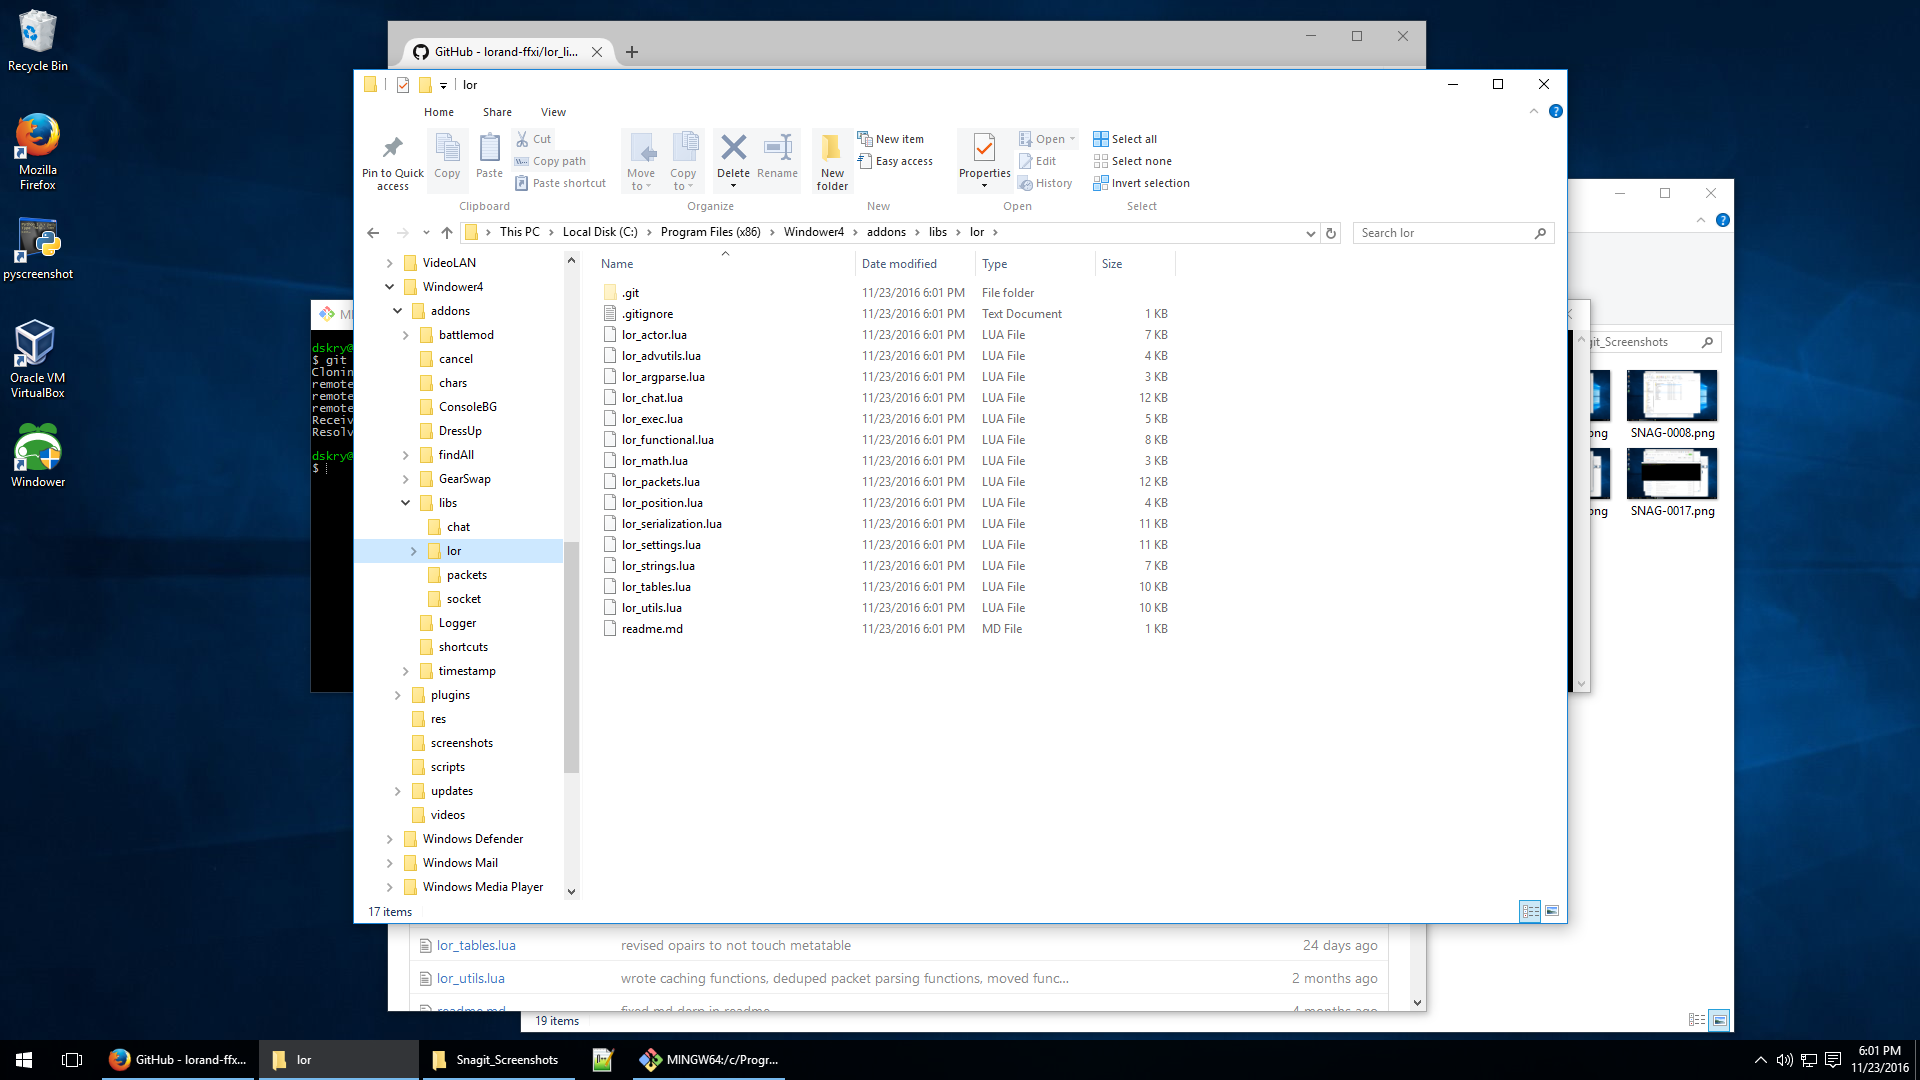 Recycle Bin
Mozilla
Firefox
pyscreenshot
Oracle VM
VirtualBox
Windower
GitHub - lorand-ffxi/lor_li...
lor
Home Share View
Pin to Quick
access
Copy
Paste
Cut
Copy path
Paste shortcut
Clipboard
Move
to
Copy
to
Delete
Rename
Organize
New
folder
New item
Easy access
New
Properties
Open
Edit
History
Open
Select all
Select none
Invert selection
Select
This PC Local Disk (C:) Program Files (x86) Windower4 addons libs lor
Search lor
VideoLAN
Windower4
addons
battlemod
cancel
chars
ConsoleBG
DressUp
findAll
GearSwap
libs
chat
lor
packets
socket
Logger
shortcuts
timestamp
plugins
res
screenshots
scripts
updates
videos
Windows Defender
Windows Mail
Windows Media Player
Name Date modified Type Size
.git 11/23/2016 6:01 PM File folder
.gitignore 11/23/2016 6:01 PM Text Document 1 KB
lor_actor.lua 11/23/2016 6:01 PM LUA File 7 KB
lor_advutils.lua 11/23/2016 6:01 PM LUA File 4 KB
lor_argparse.lua 11/23/2016 6:01 PM LUA File 3 KB
lor_chat.lua 11/23/2016 6:01 PM LUA File 12 KB
lor_exec.lua 11/23/2016 6:01 PM LUA File 5 KB
lor_functional.lua 11/23/2016 6:01 PM LUA File 8 KB
lor_math.lua 11/23/2016 6:01 PM LUA File 3 KB
lor_packets.lua 11/23/2016 6:01 PM LUA File 12 KB
lor_position.lua 11/23/2016 6:01 PM LUA File 4 KB
lor_serialization.lua 11/23/2016 6:01 PM LUA File 11 KB
lor_settings.lua 11/23/2016 6:01 PM LUA File 11 KB
lor_strings.lua 11/23/2016 6:01 PM LUA File 7 KB
lor_tables.lua 11/23/2016 6:01 PM LUA File 10 KB
lor_utils.lua 11/23/2016 6:01 PM LUA File 10 KB
readme.md 11/23/2016 6:01 PM MD File 1 KB
17 items
dskry@
$ git
Clonin
remote
remote
remote
Receiv
Resolv
dskry@
$
git_Screenshots
png
SNAG-0008.png
png
SNAG-0017.png
lor_tables.lua revised opairs to not touch metatable 24 days ago
lor_utils.lua wrote caching functions, deduped packet parsing functions, moved func... 2 months ago
readme.md fixed md derp in readme 4 months ago
19 items
GitHub - lorand-ffx...
lor
Snagit_Screenshots
MINGW64:/c/Progr...
6:01 PM
11/23/2016